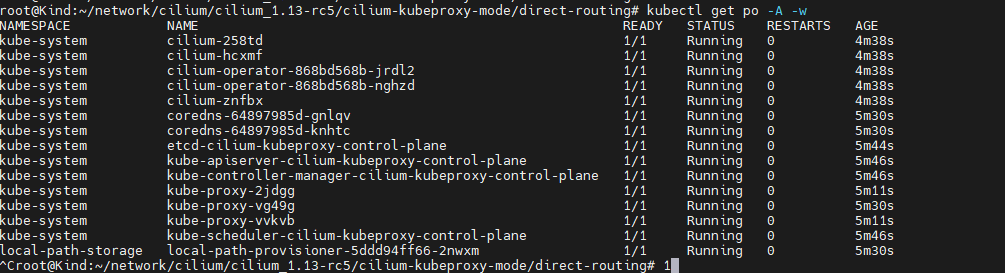 root@Kind:~/network/cilium/cilium_1.13-rc5/cilium-kubeproxy-mode/direct-routing# kubectl get po -A -w
NAMESPACE NAME READY STATUS RESTARTS AGE
kube-system cilium-258td 1/1 Running 0 4m38s
kube-system cilium-hcxmf 1/1 Running 0 4m38s
kube-system cilium-operator-868bd568b-jrdl2 1/1 Running 0 4m38s
kube-system cilium-operator-868bd568b-nghzd 1/1 Running 0 4m38s
kube-system cilium-znfbx 1/1 Running 0 4m38s
kube-system coredns-64897985d-gnlqv 1/1 Running 0 5m30s
kube-system coredns-64897985d-knhtc 1/1 Running 0 5m30s
kube-system etcd-cilium-kubeproxy-control-plane 1/1 Running 0 5m44s
kube-system kube-apiserver-cilium-kubeproxy-control-plane 1/1 Running 0 5m46s
kube-system kube-controller-manager-cilium-kubeproxy-control-plane 1/1 Running 0 5m46s
kube-system kube-proxy-2jdgg 1/1 Running 0 5m11s
kube-system kube-proxy-vg49g 1/1 Running 0 5m30s
kube-system kube-proxy-vvkvb 1/1 Running 0 5m11s
kube-system kube-scheduler-cilium-kubeproxy-control-plane 1/1 Running 0 5m46s
local-path-storage local-path-provisioner-5ddd94ff66-2nwxm 1/1 Running 0 5m30s
^Croot@Kind:~/network/cilium/cilium_1.13-rc5/cilium-kubeproxy-mode/direct-routing# 1